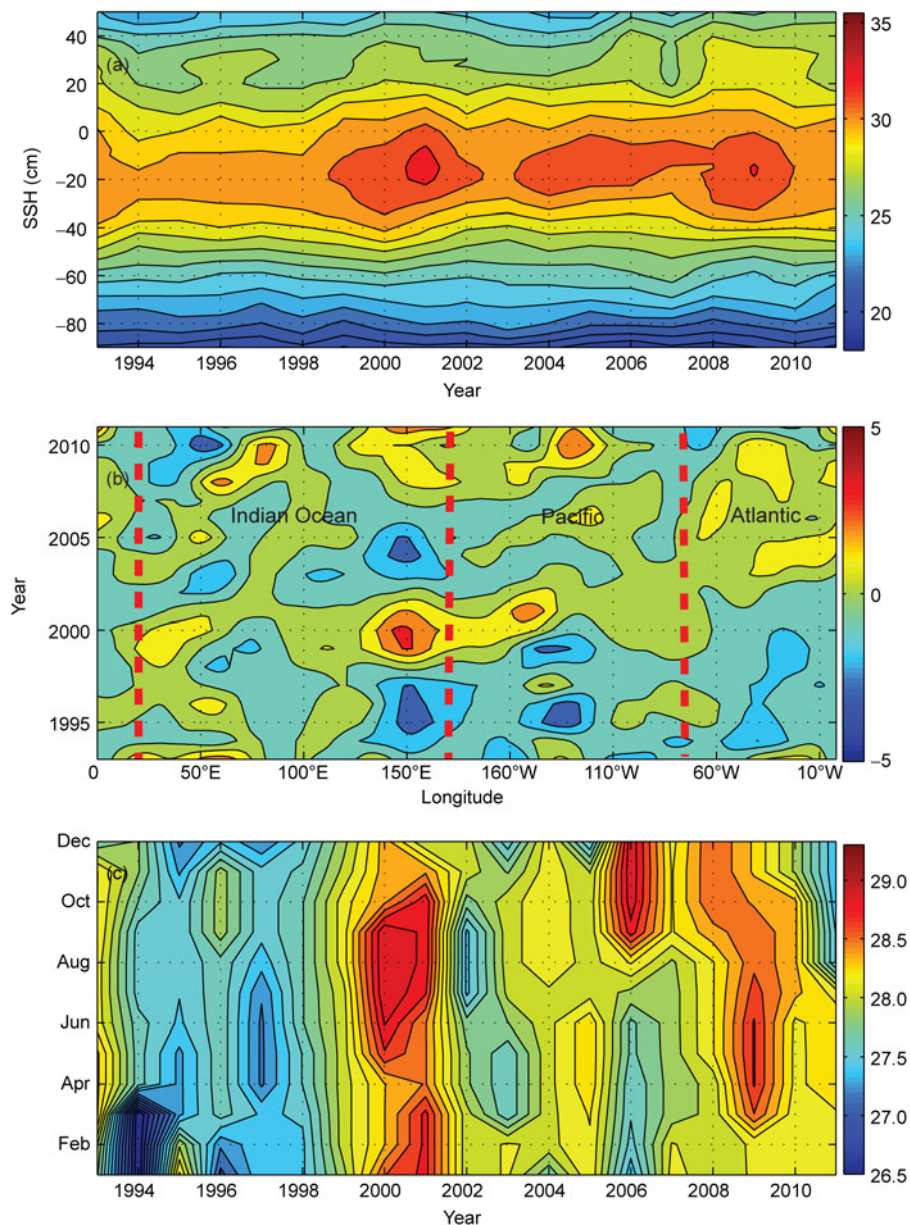 (a)
SSH (cm)
40
20
0
−20
−40
−60
−80
1994 1996 1998 2000 2002 2004 2006 2008 2010
Year
35
30
25
20
(b)
Indian Ocean Pacific Atlantic
Year
2010
2005
2000
1995
0 50°E 100°E 150°E 160°W 110°W 60°W 10°W
Longitude
5
0
−5
(c)
Dec
Oct
Aug
Jun
Apr
Feb
1994 1996 1998 2000 2002 2004 2006 2008 2010
Year
29.0
28.5
28.0
27.5
27.0
26.5